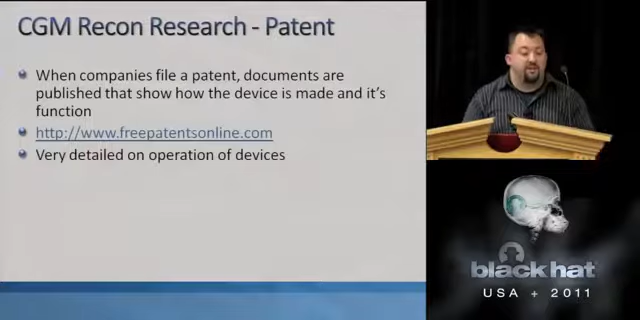 CGM Recon Research - Patent
When companies file a patent, documents are
published that show how the device is made and it's
function
http://www.freepatentsonline.com
Very detailed on operation of devices
black hat
USA + 2011